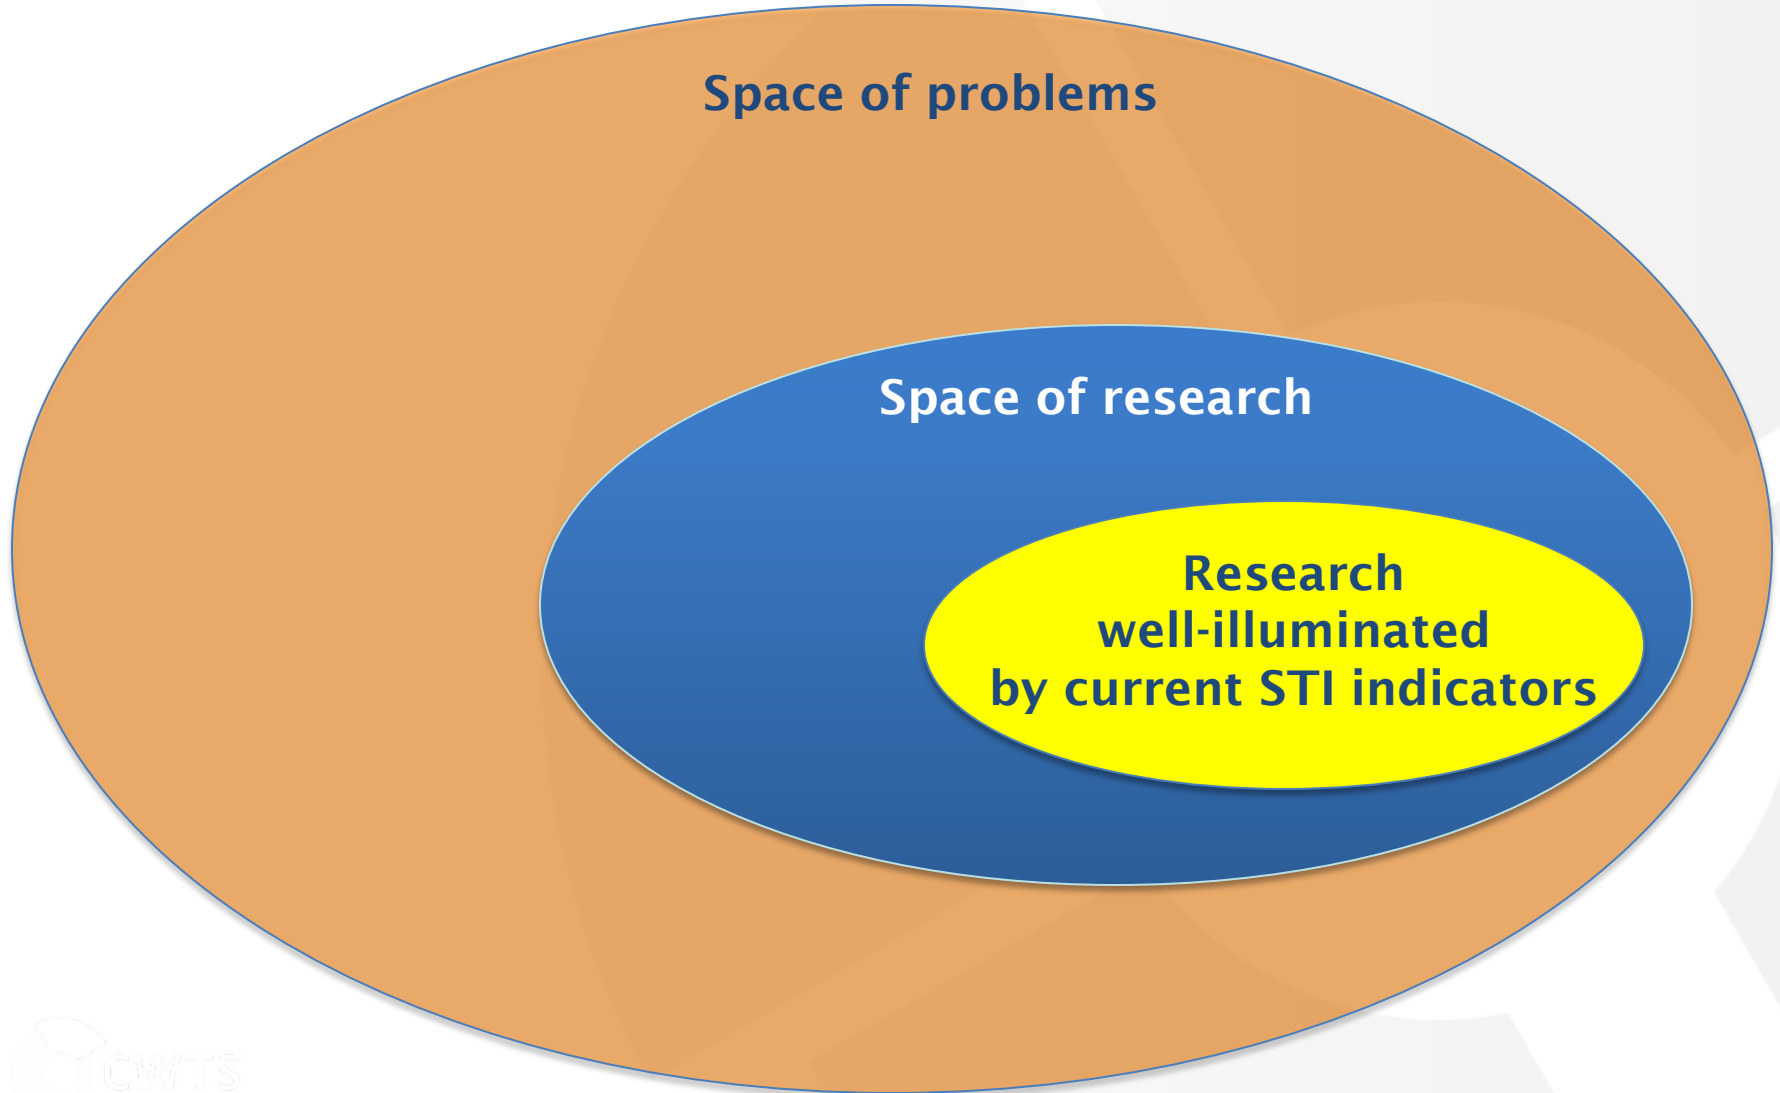 Space of problems
Space of research
Research
well-illuminated
by current STI indicators
CWTS